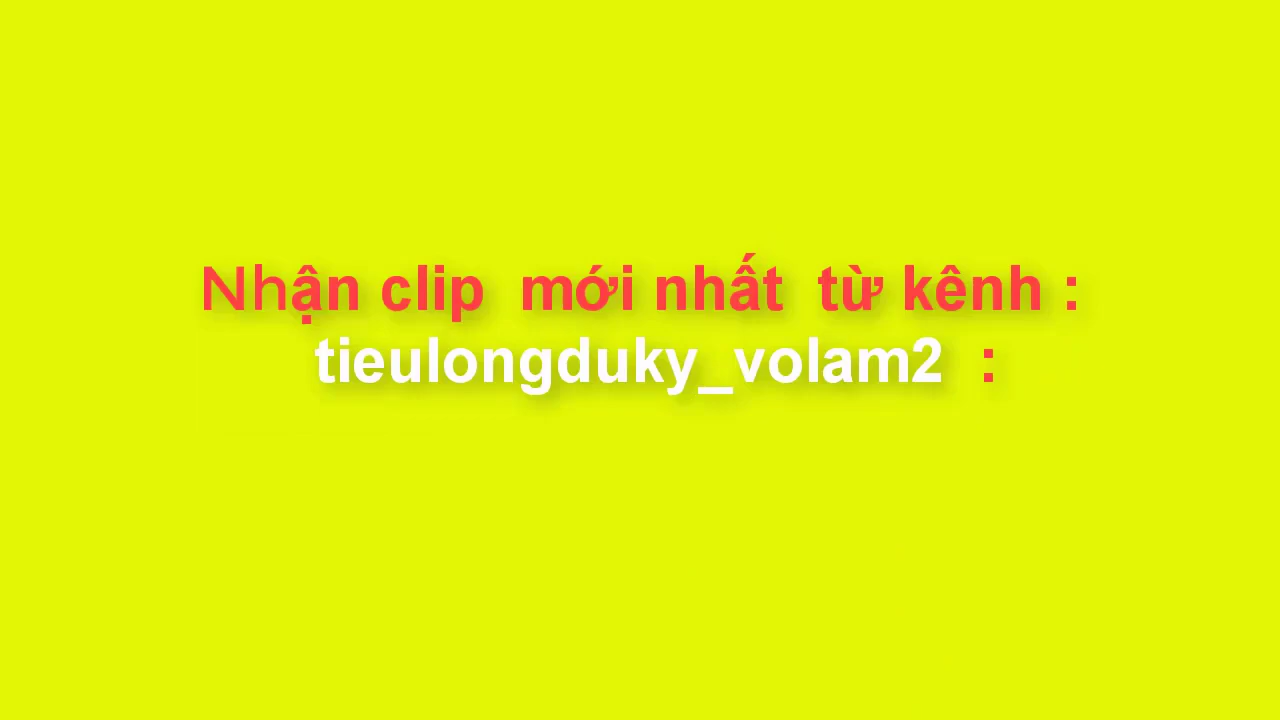 Nhận clip mới nhất từ kênh :
tieulongduky_volam2 :